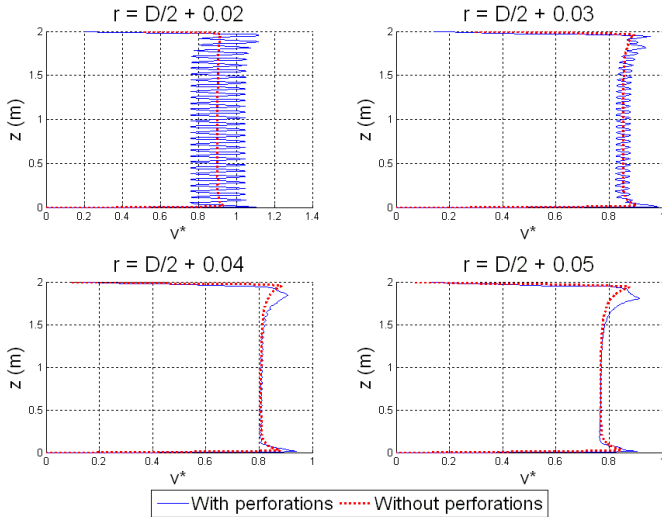 r = D/2 + 0.02
r = D/2 + 0.03
2
1.5
1
0.5
0
z (m)
0 0.2 0.4 0.6 0.8 1 1.2 1.4
v*
2
1.5
1
0.5
0
z (m)
0 0.2 0.4 0.6 0.8 1
v*
r = D/2 + 0.04
r = D/2 + 0.05
2
1.5
1
0.5
0
z (m)
0 0.2 0.4 0.6 0.8 1
v*
2
1.5
1
0.5
0
z (m)
0 0.2 0.4 0.6 0.8 1
v*
With perforations
Without perforations